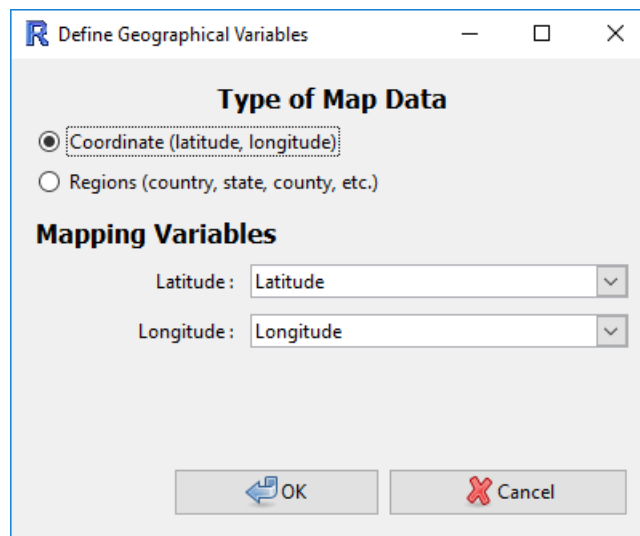 Define Geographical Variables
Type of Map Data
Coordinate (latitude, longitude)
Regions (country, state, county, etc.)
Mapping Variables
Latitude : Latitude
Longitude : Longitude
OK Cancel